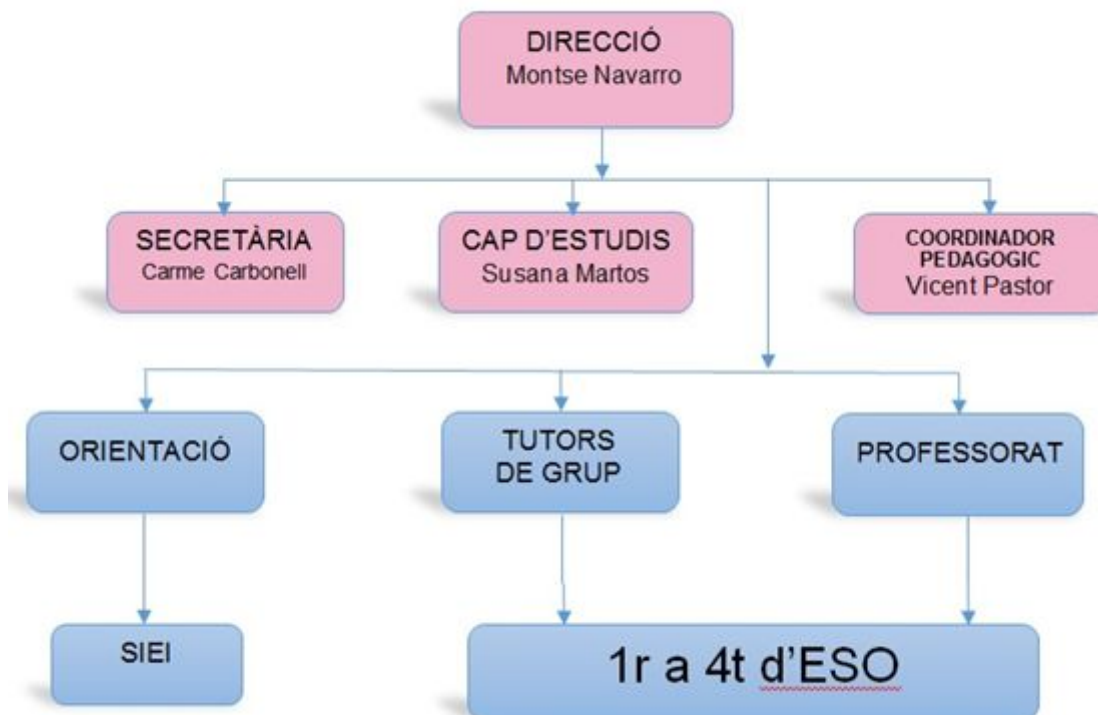 DIRECCIÓ
Montse Navarro
SECRETÀRIA
Carme Carbonell
CAP D'ESTUDIS
Susana Martos
COORDINADOR
PEDAGOGIC
Vicent Pastor
ORIENTACIÓ
TUTORS
DE GRUP
PROFESSORAT
SIEI
1r a 4t d'ESO